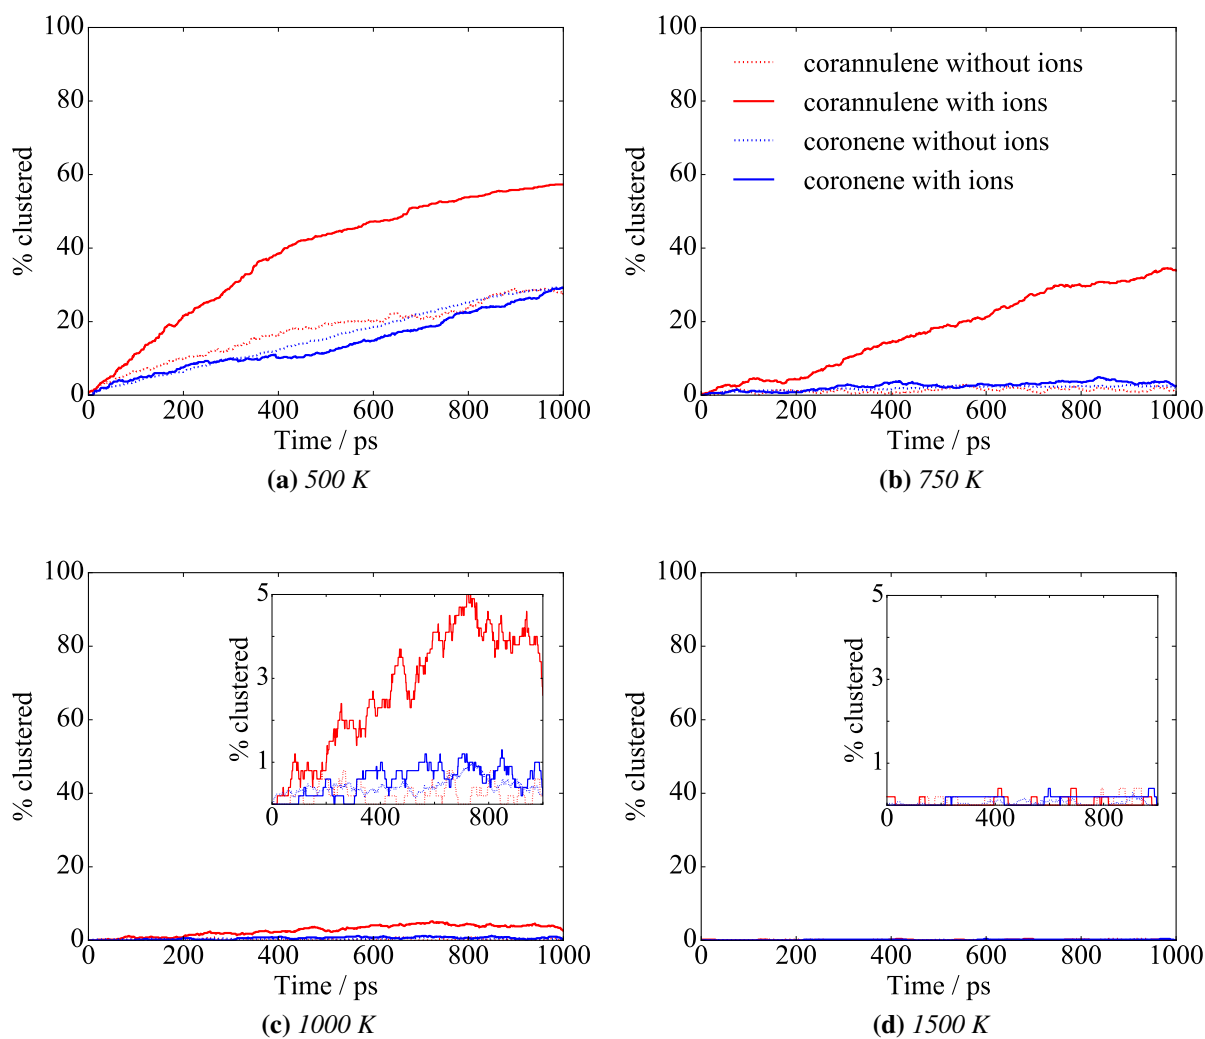 100
80
60
40
20
0
% clustered
0 200 400 600 800 1000
Time / ps
(a) 500 K
100
80
60
40
20
0
% clustered
corannulene without ions
corannulene with ions
coronene without ions
coronene with ions
0 200 400 600 800 1000
Time / ps
(b) 750 K
100
80
60
40
20
0
% clustered
5
3
1
% clustered
0 400 800
0 200 400 600 800 1000
Time / ps
(c) 1000 K
100
80
60
40
20
0
% clustered
5
3
1
% clustered
0 400 800
0 200 400 600 800 1000
Time / ps
(d) 1500 K